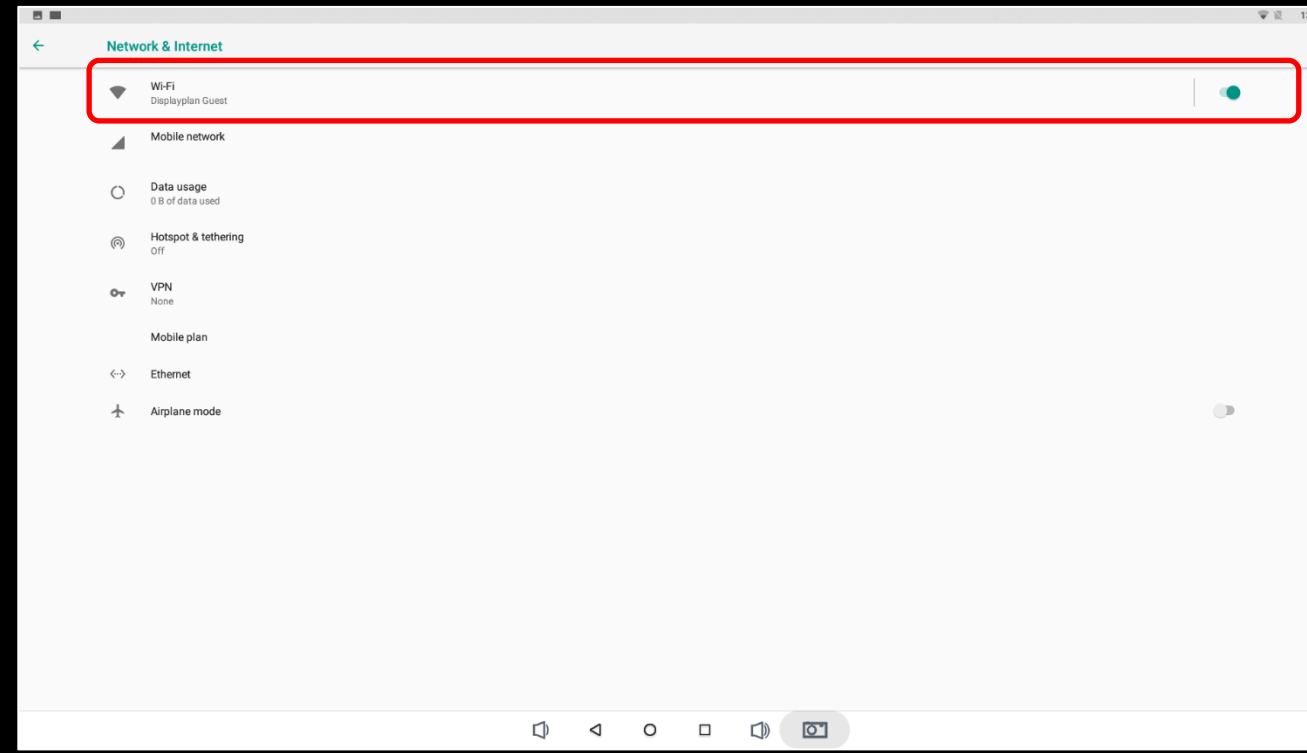 Network & Internet
Wi-Fi
Displayplan Guest
Mobile network
Data usage
0 B of data used
Hotspot & tethering
Off
VPN
None
Mobile plan
Ethernet
Airplane mode